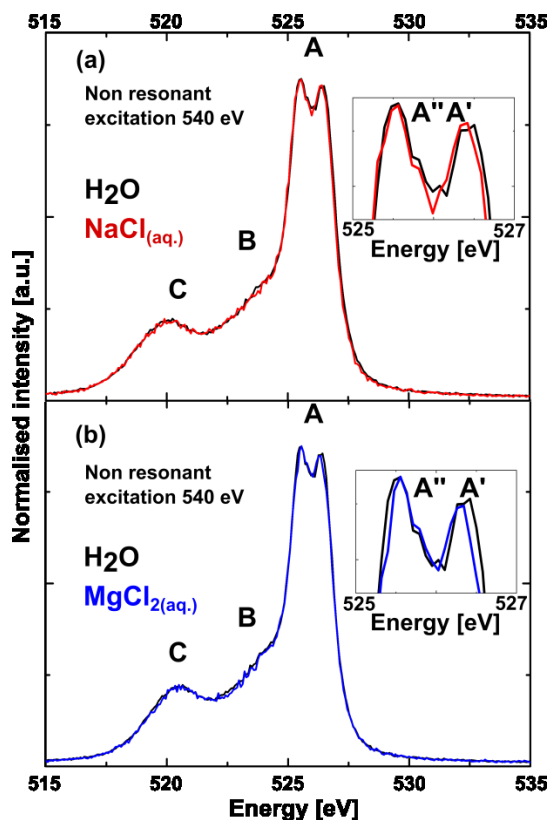 515 520 525 530 535
A
(a)
Non resonant
excitation 540 eV
A'' A'
525 527
Energy [eV]
H2O
NaCl(aq.)
B
C
Normalised intensity [a.u.]
A
(b)
Non resonant
excitation 540 eV
A'' A'
525 527
Energy [eV]
H2O
MgCl2(aq.)
B
C
515 520 525 530 535
Energy [eV]